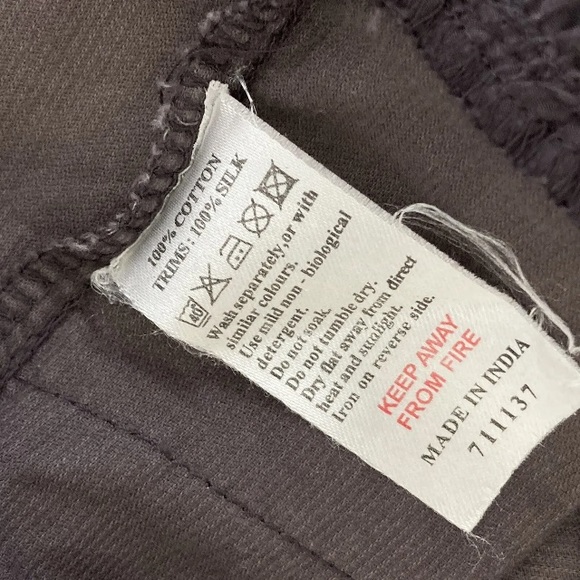 100% COTTON
TRIMS: 100% SILK
40
Wash separately, or with
similar colours.
Use mild non - biological
detergent.
Do not soak.
Do not tumble dry.
Dry flat away from direct
heat and sunlight.
Iron on reverse side.
KEEP AWAY
FROM FIRE
MADE IN INDIA
711137